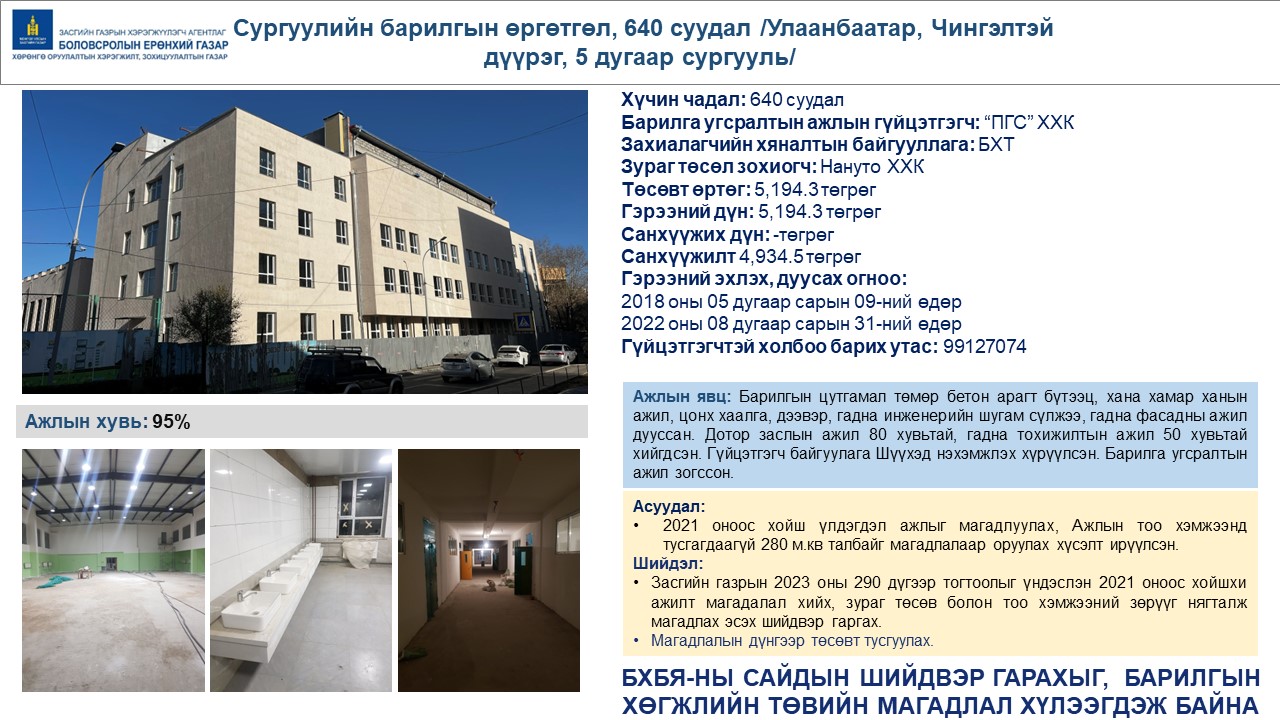 ЗАСГИЙН ГАЗРЫН ХЭРЭГЖҮҮЛЭГЧ АГЕНТЛАГ
БОЛОВСРОЛЫН ЕРӨНХИЙ ГАЗАР
ХӨРӨНГӨ ОРУУЛАЛТЫН ХЭРЭГЖИЛТ, ЗОХИЦУУЛАЛТЫН ГАЗАР
Сургуулийн барилгын өргөтгөл, 640 суудал /Улаанбаатар, Чингэлтэй
дүүрэг, 5 дугаар сургууль/
Хүчин чадал: 640 суудал
Барилга угсралтын ажлын гүйцэтгэгч: “ПГС” ХХК
Захиалагчийн хяналтын байгууллага: БХТ
Зураг төсөл зохиогч: Нануто ХХК
Төсөвт өртөг: 5,194.3 төгрөг
Гэрээний дүн: 5,194.3 төгрөг
Санхүүжих дүн: -төгрөг
Санхүүжилт 4,934.5 төгрөг
Гэрээний эхлэх, дуусах огноо:
2018 оны 05 дугаар сарын 09-ний өдөр
2022 оны 08 дугаар сарын 31-ний өдөр
Гүйцэтгэгчтэй холбоо барих утас: 99127074
Ажлын хувь: 95%
Ажлын явц: Барилгын цутгамал төмөр бетон арагт бүтээц, хана хамар ханын
ажил, цонх хаалга, дээвэр, гадна инженерийн шугам сүлжээ, гадна фасадны ажил
дууссан. Дотор заслын ажил 80 хувьтай, гадна тохижилтын ажил 50 хувьтай
хийгдсэн. Гүйцэтгэгч байгуулага Шүүхэд нэхэмжлэх хүрүүлсэн. Барилга угсралтын
ажил зогссон.
Асуудал:
• 2021 оноос хойш үлдэгдэл ажлыг магадлуулах, Ажлын тоо хэмжээнд
тусгагдаагүй 280 м.кв талбайг магадлалаар оруулах хүсэлт ирүүлсэн.
Шийдэл:
• Засгийн газрын 2023 оны 290 дүгээр тогтоолыг үндэслэн 2021 оноос хойшхи
ажилт магадалал хийх, зураг төсөв болон тоо хэмжээний зөрүүг нягталж
магадлах эсэх шийдвэр гаргах.
• Магадлалын дүнгээр төсөвт тусгуулах.
БХБЯ-НЫ САЙДЫН ШИЙДВЭР ГАРАХЫГ, БАРИЛГЫН
ХӨГЖЛИЙН ТӨВИЙН МАГАДЛАЛ ХҮЛЭЭГДЭЖ БАЙНА